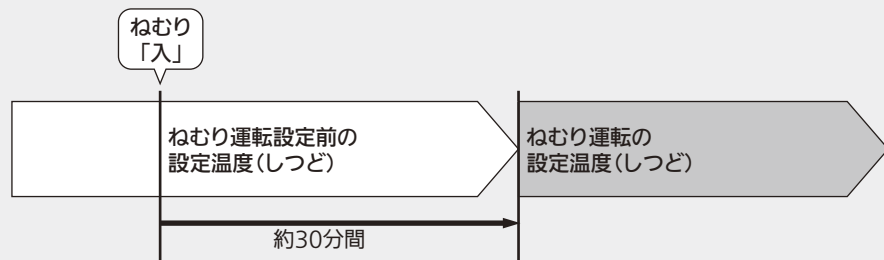 ねむり
「入」
ねむり運転設定前の
設定温度(しつど)
ねむり運転の
設定温度(しつど)
約30分間